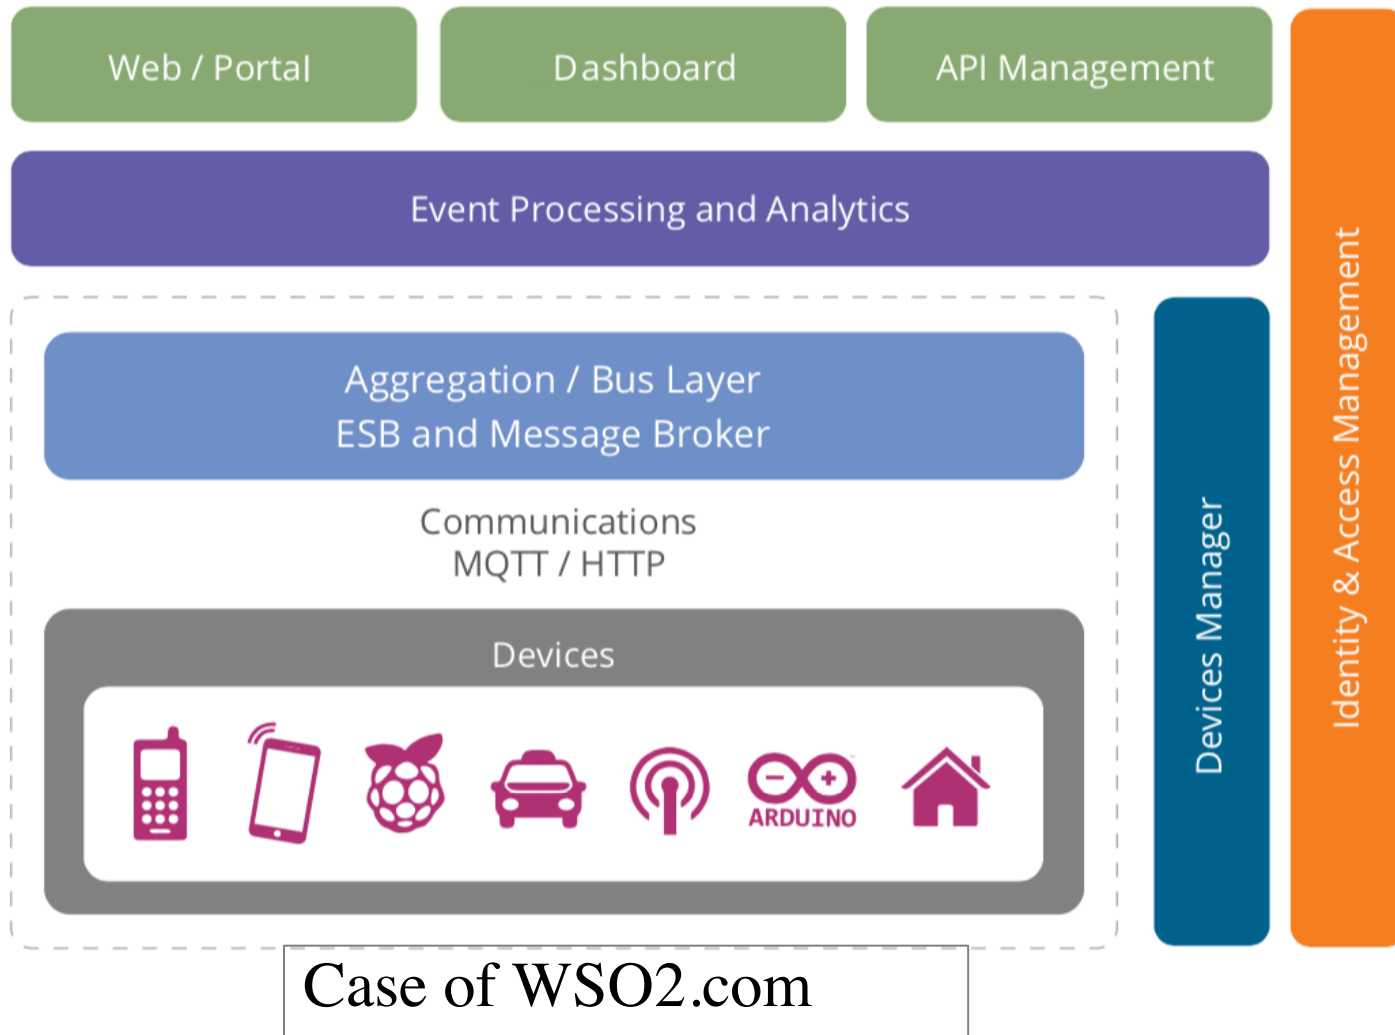 Web / Portal
Dashboard
API Management
Event Processing and Analytics
Aggregation / Bus Layer
ESB and Message Broker
Communications
MQTT / HTTP
Devices
ARDUINO
Devices Manager
Identity & Access Management
Case of WSO2.com